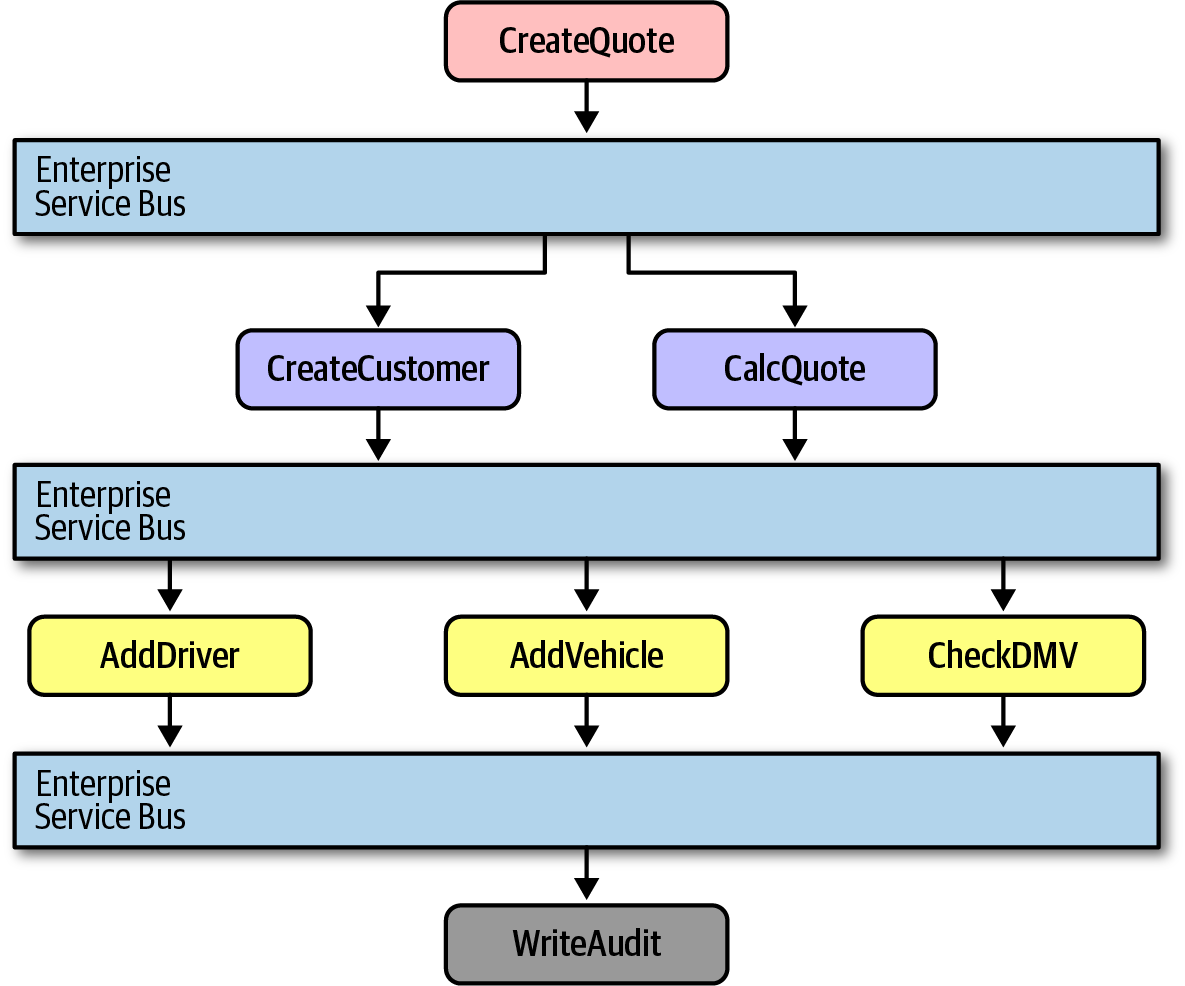 CreateQuote
Enterprise
Service Bus
CreateCustomer
CalcQuote
Enterprise
Service Bus
AddDriver
AddVehicle
CheckDMV
Enterprise
Service Bus
WriteAudit